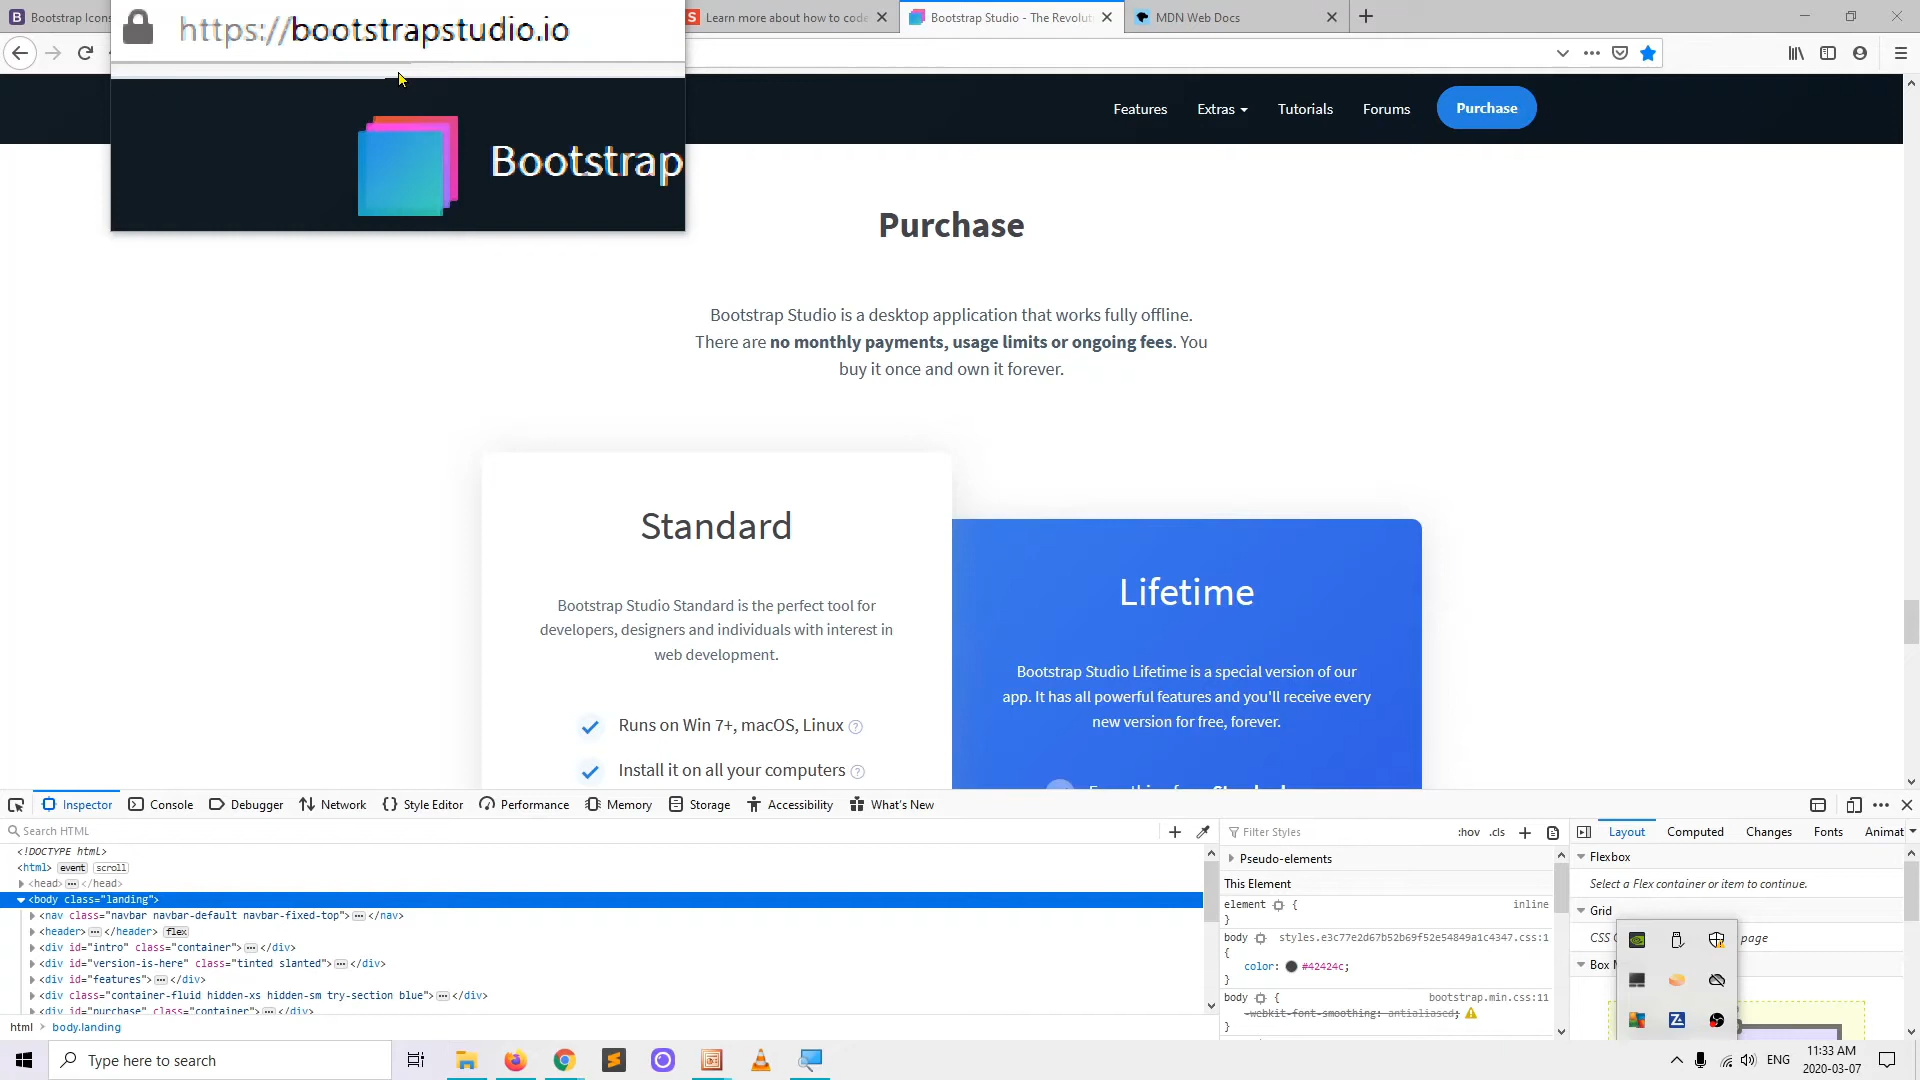 Bootstrap Icons
https://bootstrapstudio.io
Learn more about how to code
Bootstrap Studio - The Revolut
MDN Web Docs
Bootstrap
Features
Extras
Tutorials
Forums
Purchase
Purchase
Bootstrap Studio is a desktop application that works fully offline.
There are no monthly payments, usage limits or ongoing fees. You
buy it once and own it forever.
Standard
Bootstrap Studio Standard is the perfect tool for
developers, designers and individuals with interest in
web development.
Runs on Win 7+, macOS, Linux
Install it on all your computers
Lifetime
Bootstrap Studio Lifetime is a special version of our
app. It has all powerful features and you'll receive every
new version for free, forever.
Inspector
Console
Debugger
Network
Style Editor
Performance
Memory
Storage
Accessibility
What's New
Search HTML
<!DOCTYPE html>
<html> event scroll
<head> ••• </head>
<body class="landing">
<nav class="navbar navbar-default navbar-fixed-top"> ••• </nav>
<header> ••• </header> flex
<div id="intro" class="container"> ••• </div>
<div id="version-is-here" class="tinted slanted"> ••• </div>
<div id="features"> ••• </div>
<div class="container-fluid hidden-xs hidden-sm try-section blue"> ••• </div>
<div id="purchase" class="container"> ••• </div>
html
body.landing
Filter Styles
:hov .cls
Pseudo-elements
This Element
element {
inline
}
body
styles.e3c77e2d67b52b69f52e54849a1c4347.css:1
{
color: #42424c;
}
body {
bootstrap.min.css:11
-webkit-font-smoothing: antialiased;
}
Layout
Computed
Changes
Fonts
Animat
Flexbox
Select a Flex container or item to continue.
Grid
CSS
page
Box
Type here to search
ENG
11:33 AM
2020-03-07